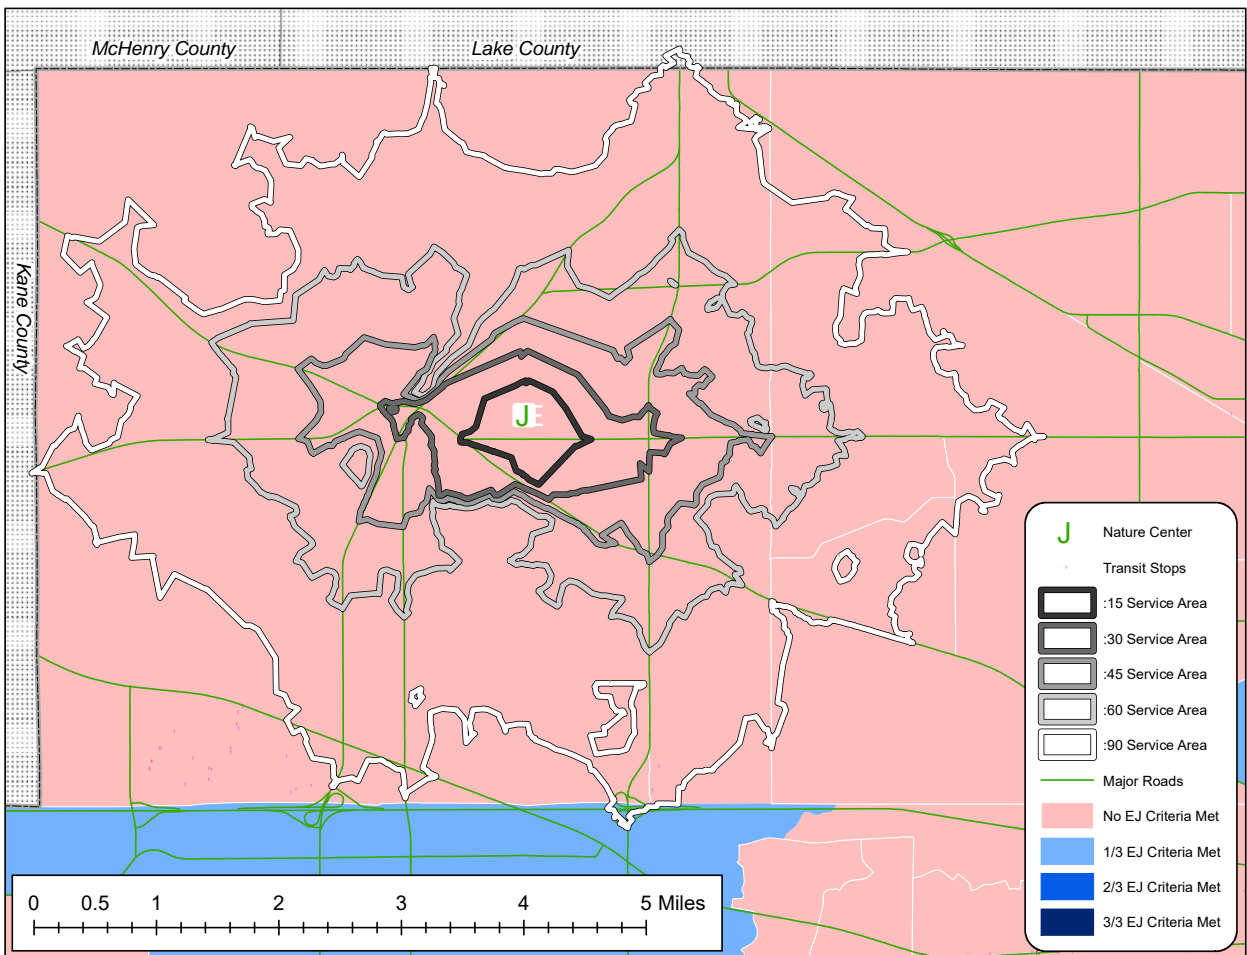 McHenry County
Lake County
Kane County
J
J Nature Center
Transit Stops
:15 Service Area
:30 Service Area
:45 Service Area
:60 Service Area
:90 Service Area
Major Roads
No EJ Criteria Met
1/3 EJ Criteria Met
2/3 EJ Criteria Met
3/3 EJ Criteria Met
0 0.5 1 2 3 4 5 Miles